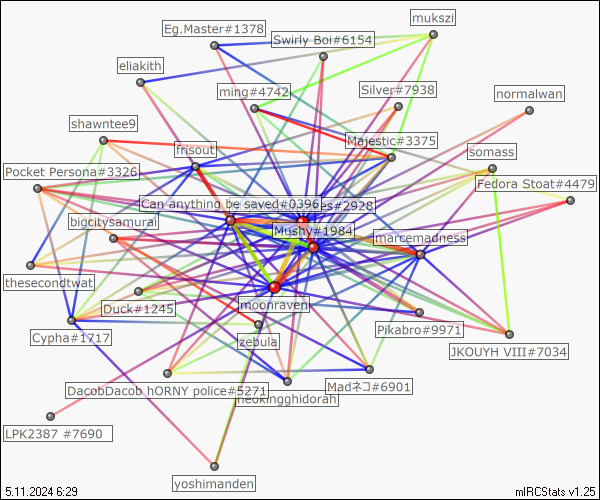 mukszi
Eg.Master#1378
Swirly Boi#6154
eliakith
ming#4742
Silver#7938
normalwan
shawntee9
Majestic#3375
frisout
somass
Pocket Persona#3326
Fedora Stoat#4479
Can anything be saved#0396
es#2928
bigcitysamurai
Mushy#1984
marcemadness
thesecondtwat
Duck#1245
moonraven
Pikabro#9971
Cypha#1717
zebula
JKOUYH VIII#7034
DacobDacob hORNY police#5271
Madネコ#6901
neokingghidorah
LPK2387 #7690
yoshimanden
5.11.2024 6:29
mIRCStats v1.25